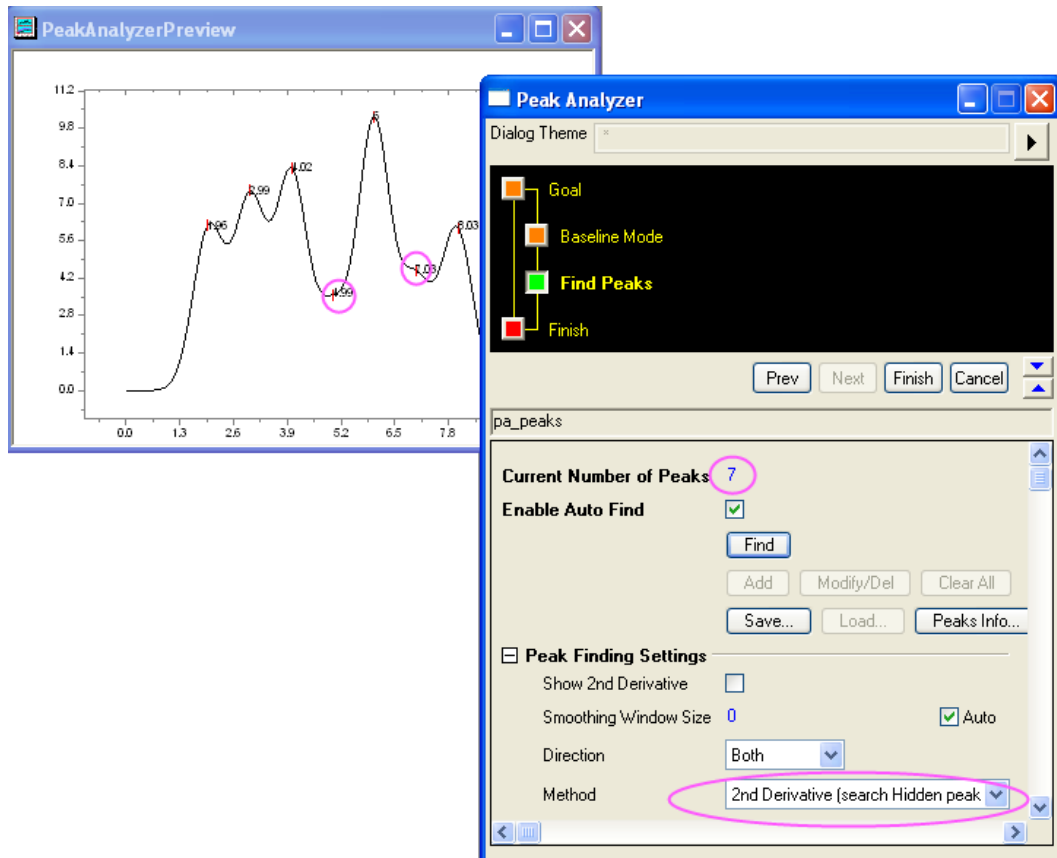 PeakAnalyzerPreview
11.2
9.8
8.4
7.0
5.6
4.2
2.8
1.4
0.0
1.96
2.99
4.02
4.99
6
7.03
8.03
0.0 1.3 2.6 3.9 5.2 6.5 7.8
Peak Analyzer
Dialog Theme *
Goal
Baseline Mode
Find Peaks
Finish
Prev Next Finish Cancel
pa_peaks
Current Number of Peaks 7
Enable Auto Find
Find
Add Modify/Del Clear All
Save... Load... Peaks Info...
Peak Finding Settings
Show 2nd Derivative
Smoothing Window Size 0 Auto
Direction Both
Method 2nd Derivative (search Hidden peak